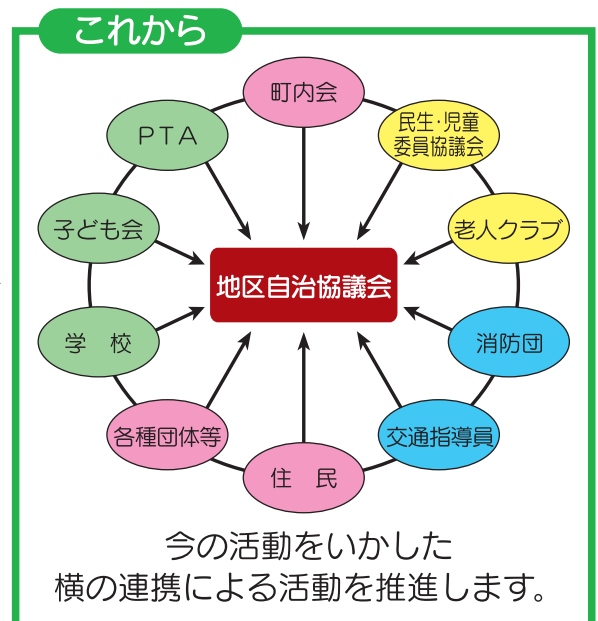 これから
町内会
民生・児童
委員協議会
PTA
老人クラブ
子ども会
地区自治協議会
消防団
学　校
交通指導員
各種団体等
住　民
今の活動をいかした
横の連携による活動を推進します。